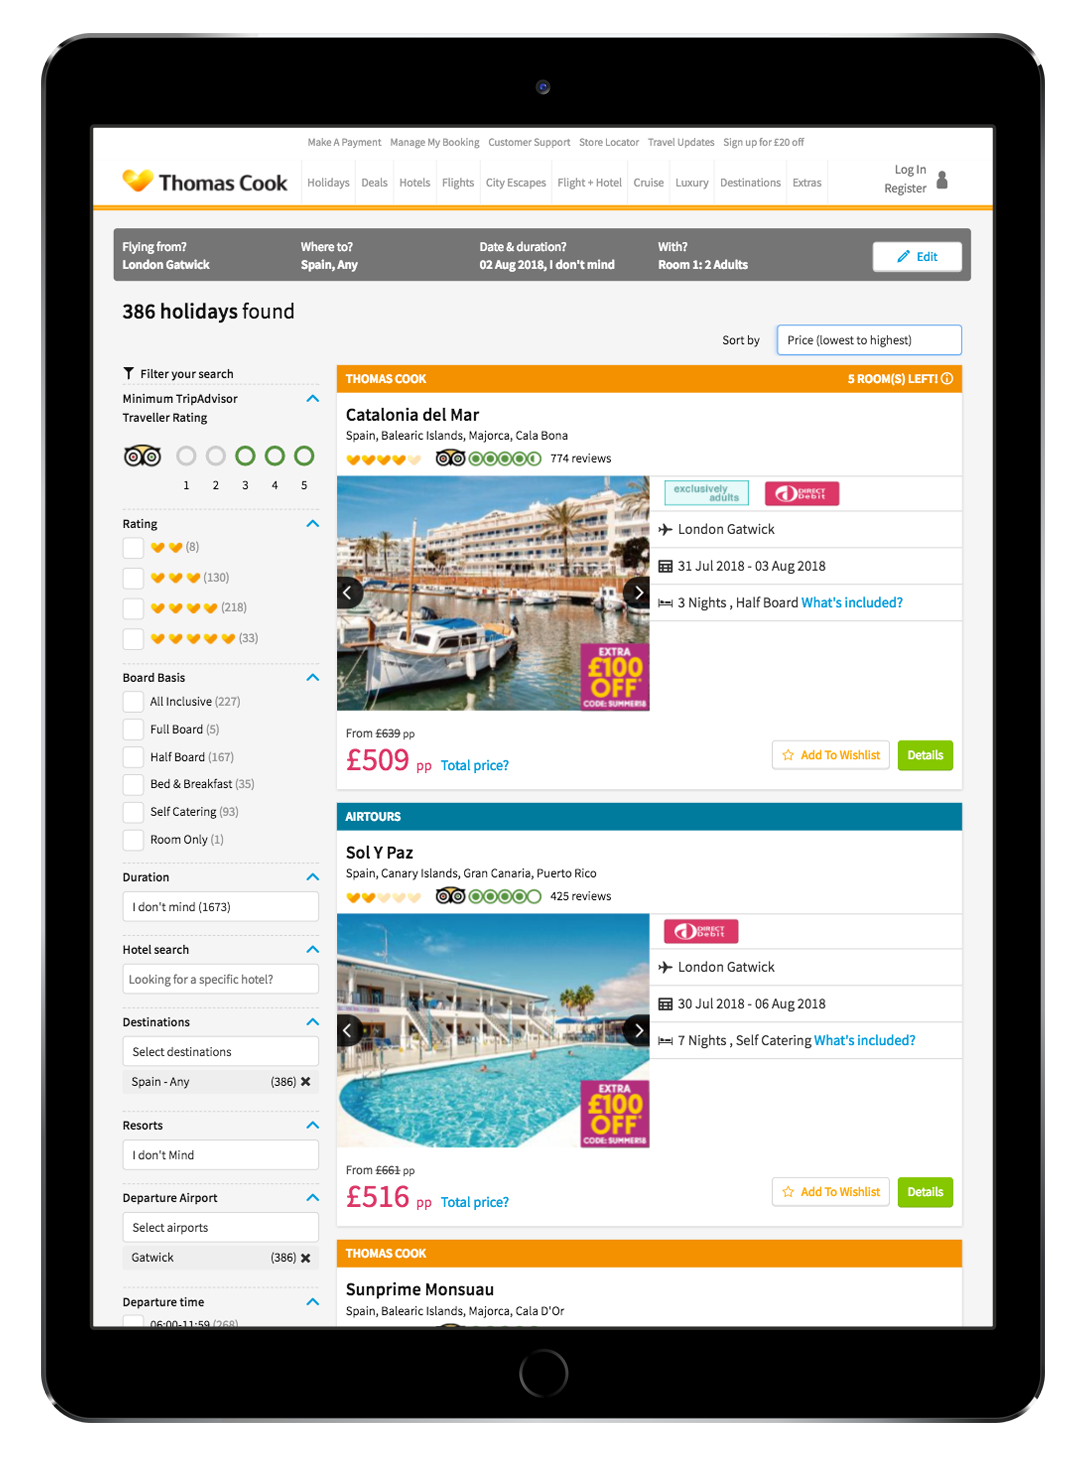 Make A Payment Manage My Booking Customer Support Store Locator Travel Updates Sign up for £20 off
Thomas Cook
Holidays Deals Hotels Flights City Escapes Flight + Hotel Cruise Luxury Destinations Extras
Log In
Register
Flying from? Where to? Date & duration? With?
London Gatwick Spain, Any 02 Aug 2018, I don't mind Room 1: 2 Adults
Edit
386 holidays found
Sort by Price (lowest to highest)
Filter your search
Minimum TripAdvisor
Traveller Rating
1 2 3 4 5
Rating
(8)
(130)
(218)
(33)
Board Basis
All Inclusive (227)
Full Board (5)
Half Board (167)
Bed & Breakfast (35)
Self Catering (93)
Room Only (1)
Duration
I don't mind (1673)
Hotel search
Looking for a specific hotel?
Destinations
Select destinations
Spain - Any (386)
Resorts
I don't Mind
Departure Airport
Select airports
Gatwick (386)
Departure time
06:00-11:59 (268)
THOMAS COOK 5 ROOM(S) LEFT!
Catalonia del Mar
Spain, Balearic Islands, Majorca, Cala Bona
774 reviews
exclusively
adults
DIRECT
Debit
London Gatwick
31 Jul 2018 - 03 Aug 2018
3 Nights , Half Board What's included?
EXTRA
£100
OFF*
CODE: SUMMER18
From £639 pp
£509 pp Total price?
Add To Wishlist Details
AIRTOURS
Sol Y Paz
Spain, Canary Islands, Gran Canaria, Puerto Rico
425 reviews
DIRECT
Debit
London Gatwick
30 Jul 2018 - 06 Aug 2018
7 Nights , Self Catering What's included?
EXTRA
£100
OFF*
CODE: SUMMER18
From £661 pp
£516 pp Total price?
Add To Wishlist Details
THOMAS COOK
Sunprime Monsuau
Spain, Balearic Islands, Majorca, Cala D'Or